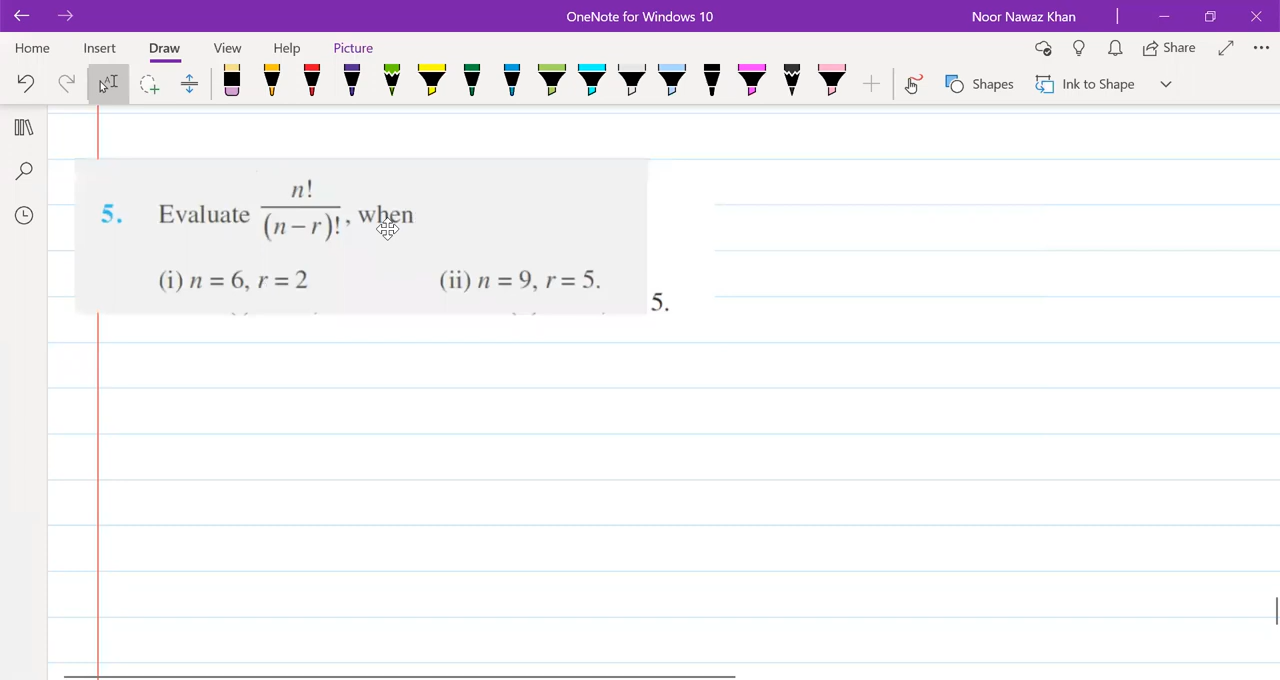 OneNote for Windows 10
Noor Nawaz Khan
Home Insert Draw View Help Picture Share
Shapes Ink to Shape
5. Evaluate n!/(n – r)!, when
(i) n = 6, r = 2 (ii) n = 9, r = 5.
5.